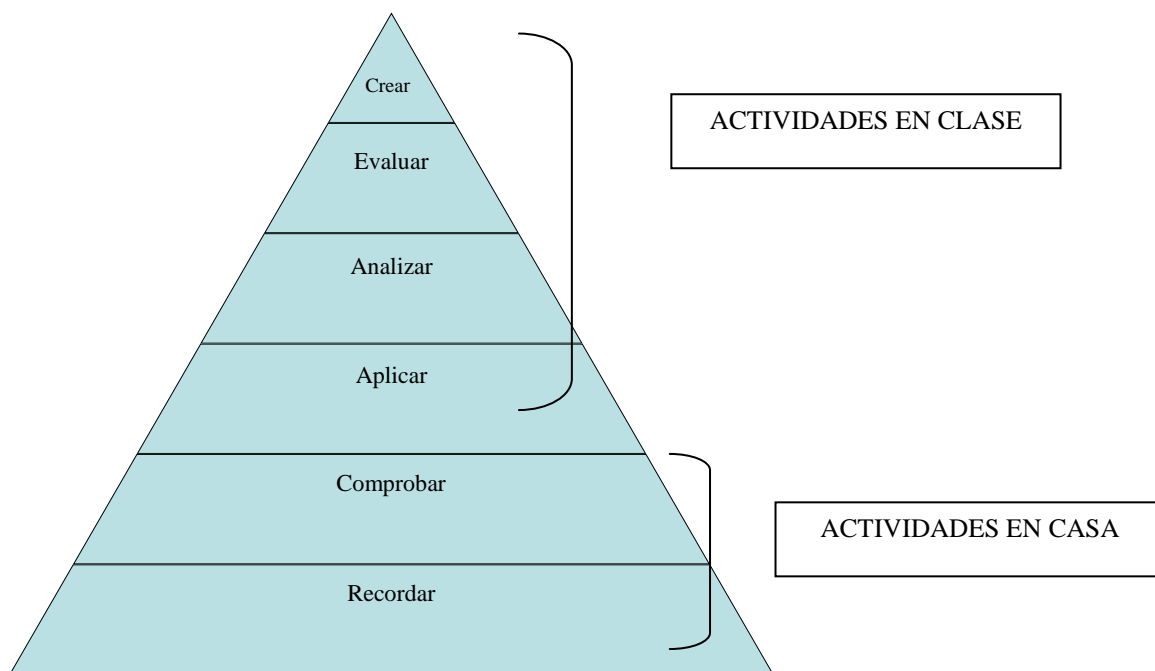 Crear
ACTIVIDADES EN CLASE
Evaluar
Analizar
Aplicar
Comprobar
ACTIVIDADES EN CASA
Recordar